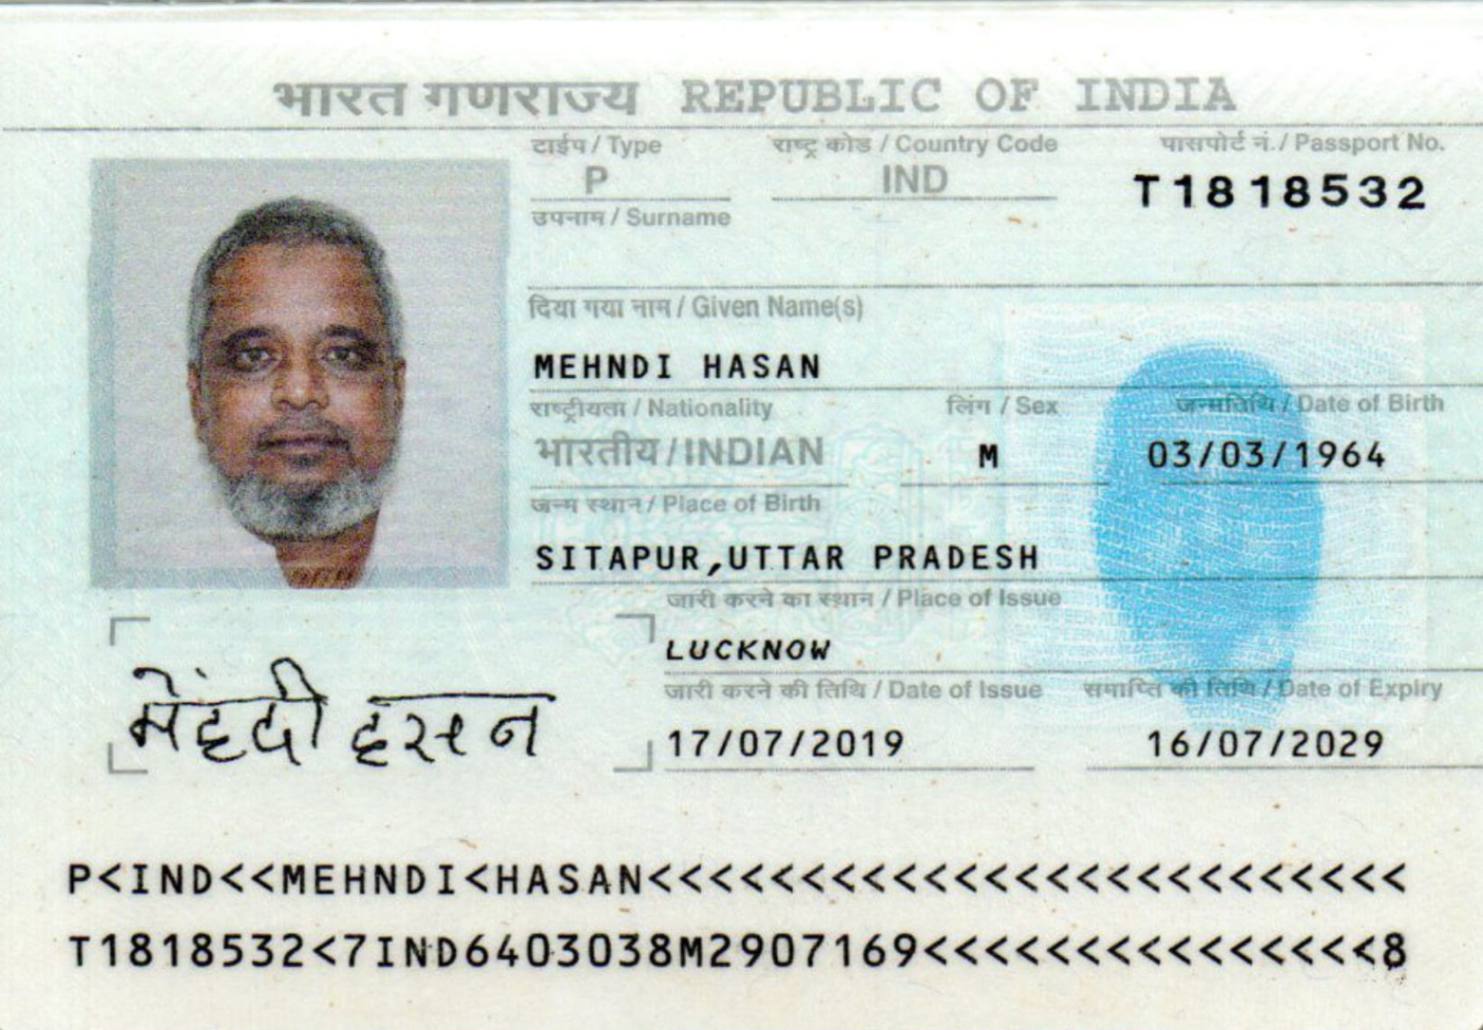 भारत गणराज्य REPUBLIC OF INDIA
टाईप / Type राष्ट्र कोड / Country Code पासपोर्ट नं. / Passport No.
P IND T1818532
उपनाम / Surname
दिया गया नाम / Given Name(s)
MEHNDI HASAN
राष्ट्रीयता / Nationality लिंग / Sex जन्मतिथि / Date of Birth
भारतीय / INDIAN M 03/03/1964
जन्म स्थान / Place of Birth
SITAPUR,UTTAR PRADESH
जारी करने का स्थान / Place of Issue
LUCKNOW
जारी करने की तिथि / Date of Issue समाप्ति की तिथि / Date of Expiry
17/07/2019 16/07/2029
मेहंदी हसन
P<IND<<MEHNDI<HASAN<<<<<<<<<<<<<<<<<<<<<<<<<
T1818532<7IND6403038M2907169<<<<<<<<<<<<<<<8